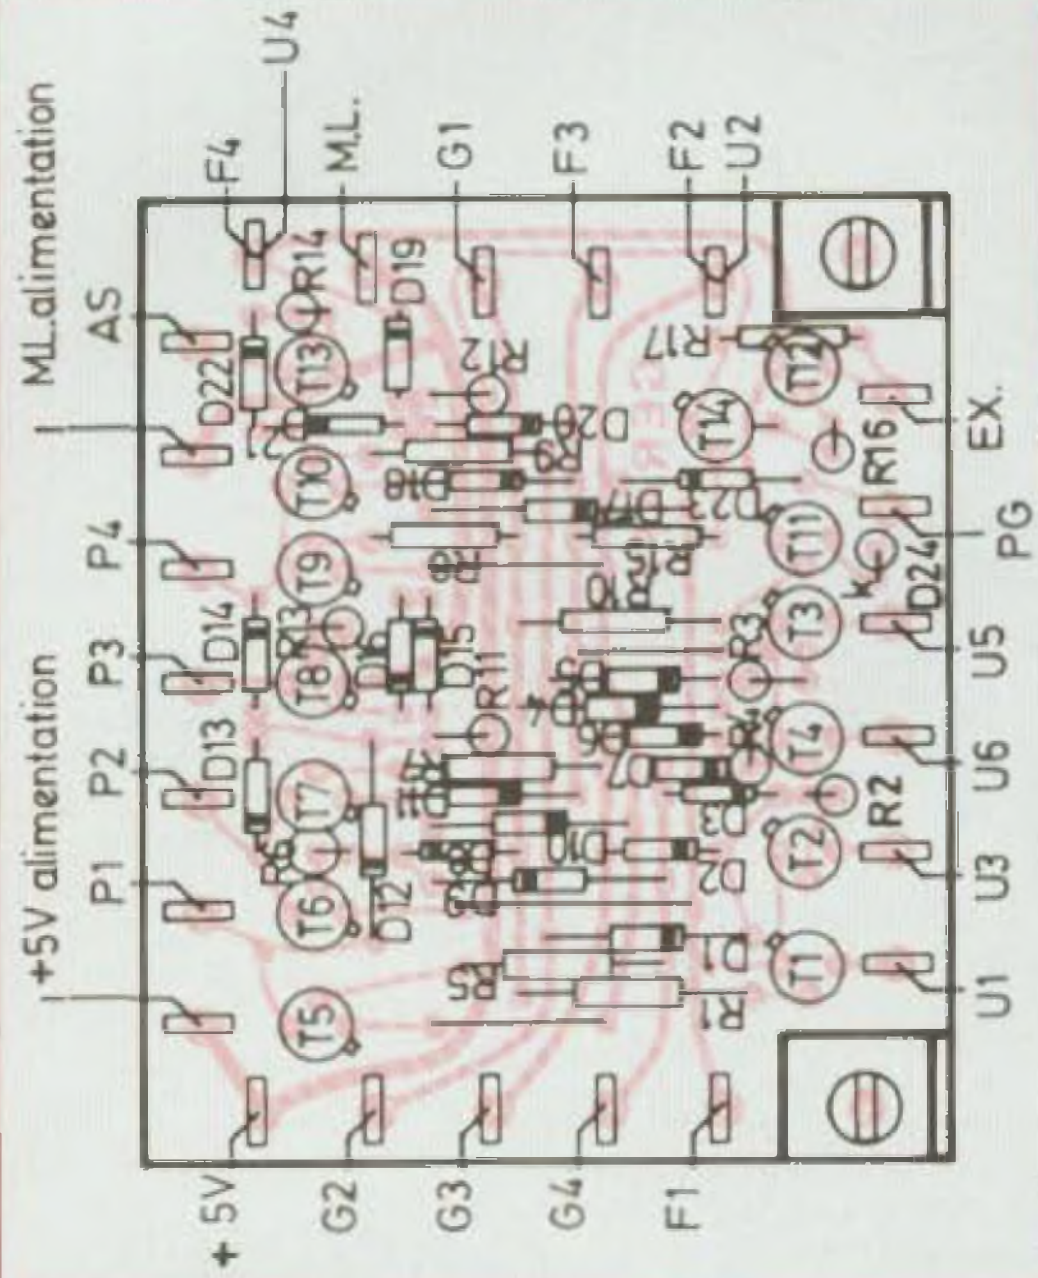 +5V alimentation
ML.alimentation
P1
P2
P3
P4
AS
F4
U4
M.L.
G1
F3
F2
U2
+5V
G2
G3
G4
F1
U1
U3
U6
U5
PG
EX.
D13
D14
D22
T5
T6
T7
T8
R13
T9
T10
T13
R14
D12
D19
R11
R12
D15
R5
R1
D1
D2
D3
D20
R17
D23
R3
T1
T2
T4
T3
T11
T14
T12
R2
k
D24
R16